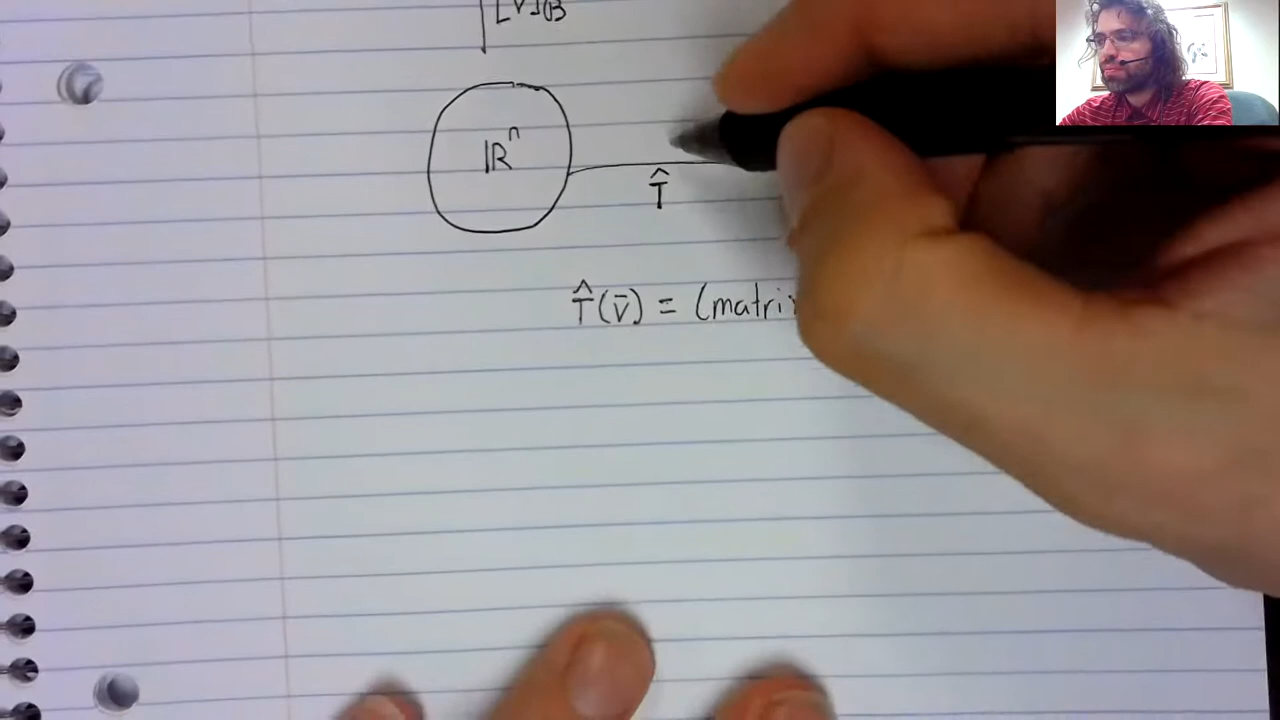 [V]B
ℝⁿ
T̂
T̂(v̄) = (matri